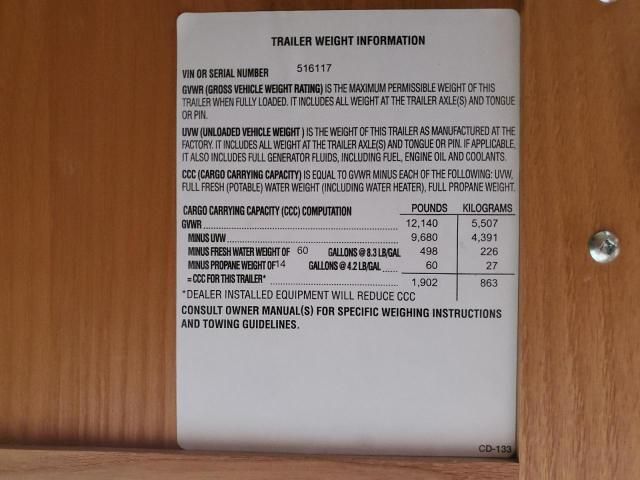 TRAILER WEIGHT INFORMATION
VIN OR SERIAL NUMBER 516117
GVWR (GROSS VEHICLE WEIGHT RATING) IS THE MAXIMUM PERMISSIBLE WEIGHT OF THIS
TRAILER WHEN FULLY LOADED. IT INCLUDES ALL WEIGHT AT THE TRAILER AXLE(S) AND TONGUE
OR PIN.
UVW (UNLOADED VEHICLE WEIGHT ) IS THE WEIGHT OF THIS TRAILER AS MANUFACTURED AT THE
FACTORY. IT INCLUDES ALL WEIGHT AT THE TRAILER AXLE(S) AND TONGUE OR PIN. IF APPLICABLE,
IT ALSO INCLUDES FULL GENERATOR FLUIDS, INCLUDING FUEL, ENGINE OIL AND COOLANTS.
CCC (CARGO CARRYING CAPACITY) IS EQUAL TO GVWR MINUS EACH OF THE FOLLOWING: UVW,
FULL FRESH (POTABLE) WATER WEIGHT (INCLUDING WATER HEATER), FULL PROPANE WEIGHT.
CARGO CARRYING CAPACITY (CCC) COMPUTATION POUNDS KILOGRAMS
GVWR 12,140 5,507
MINUS UVW 9,680 4,391
MINUS FRESH WATER WEIGHT OF 60 GALLONS @ 8.3 LB/GAL 498 226
MINUS PROPANE WEIGHT OF 14 GALLONS @ 4.2 LB/GAL 60 27
= CCC FOR THIS TRAILER* 1,902 863
*DEALER INSTALLED EQUIPMENT WILL REDUCE CCC
CONSULT OWNER MANUAL(S) FOR SPECIFIC WEIGHING INSTRUCTIONS
AND TOWING GUIDELINES.
CD-133